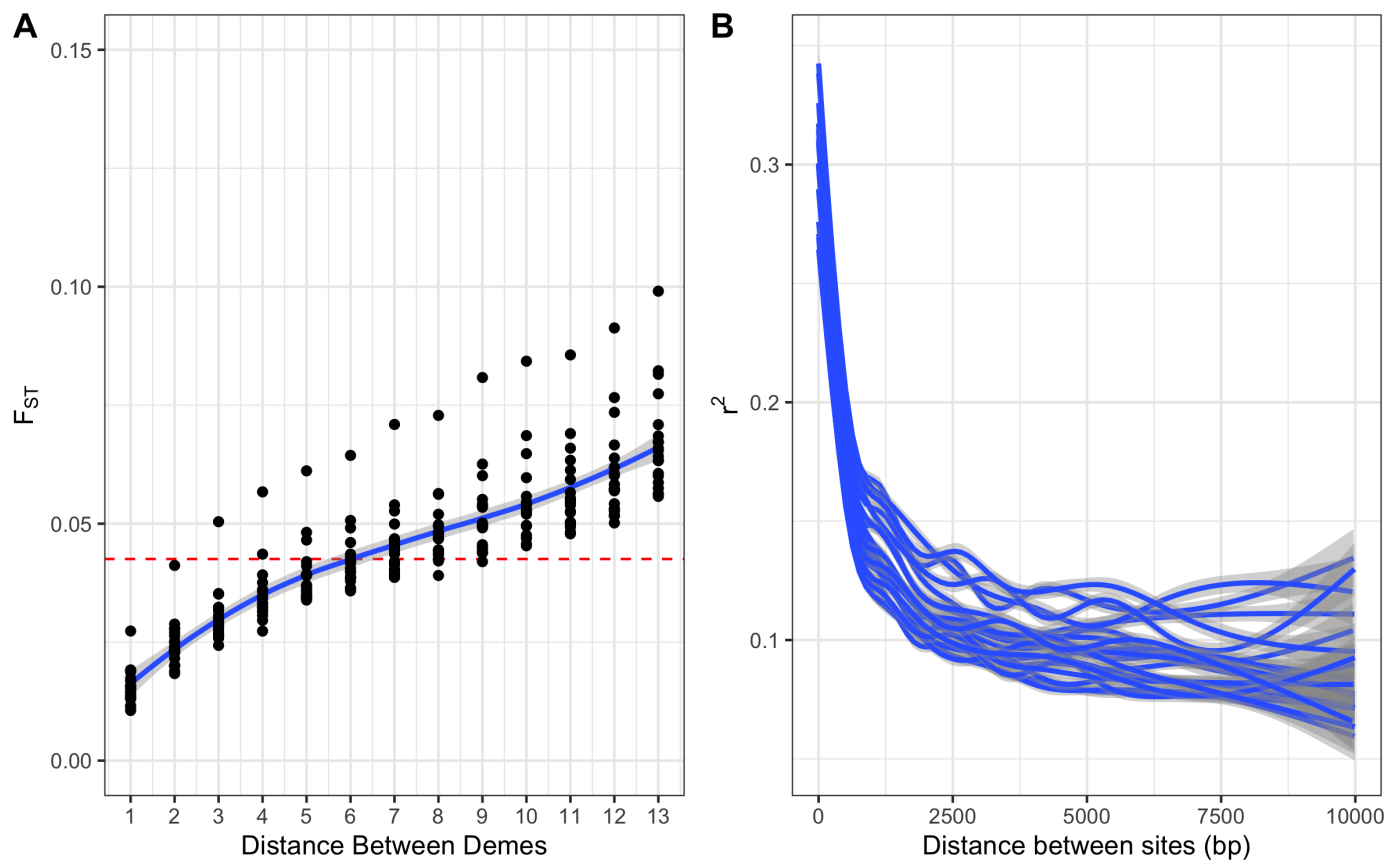 A
0.15
0.10
0.05
0.00
F_ST
1 2 3 4 5 6 7 8 9 10 11 12 13
Distance Between Demes
B
0.3
0.2
0.1
r²
0 2500 5000 7500 10000
Distance between sites (bp)